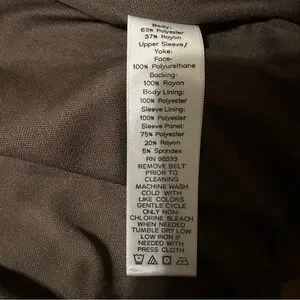 Body:
63% Polyester
37% Rayon
Upper Sleeve/
Yoke:
Face-
100% Polyurethane
Backing-
100% Rayon
Body Lining:
100% Polyester
Sleeve Lining:
100% Polyester
Sleeve Panel:
75% Polyester
20% Rayon
5% Spandex
RN 98393
REMOVE BELT
PRIOR TO
CLEANING
MACHINE WASH
COLD WITH
LIKE COLORS
GENTLE CYCLE
ONLY NON-
CHLORINE BLEACH
WHEN NEEDED
TUMBLE DRY LOW
LOW IRON IF
NEEDED WITH
PRESS CLOTH